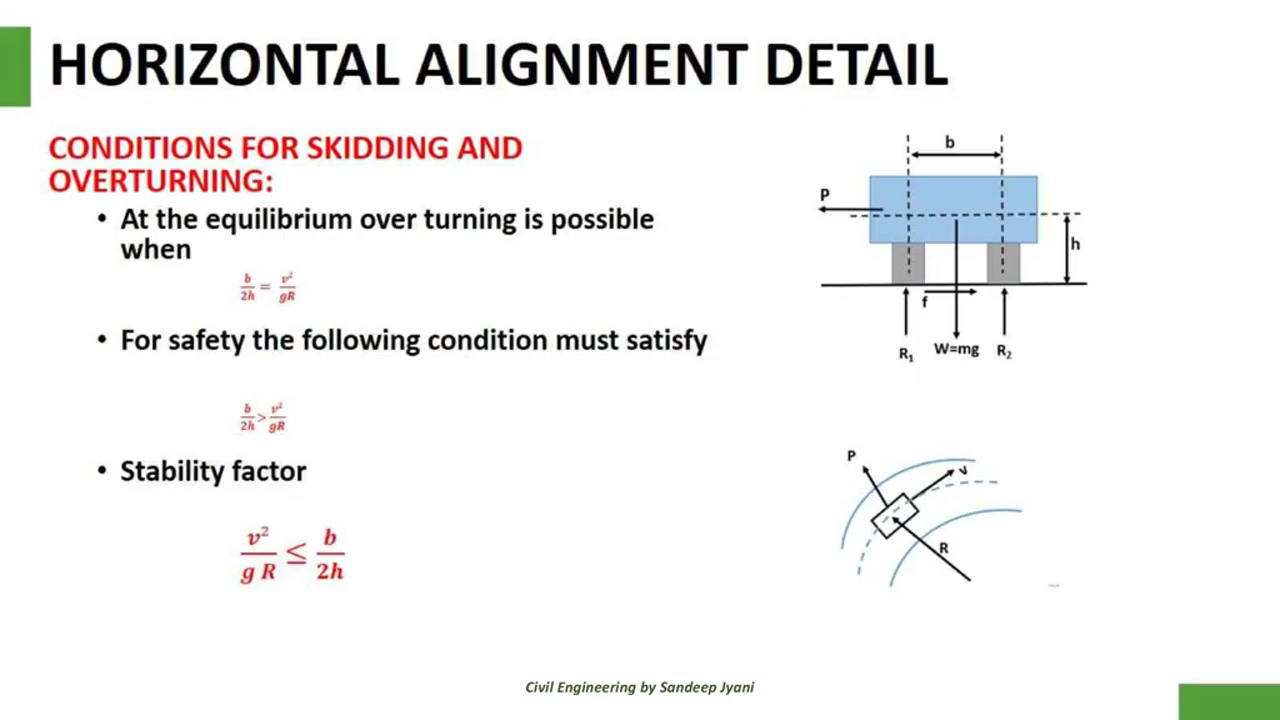 HORIZONTAL ALIGNMENT DETAIL
CONDITIONS FOR SKIDDING AND
OVERTURNING:
• At the equilibrium over turning is possible
when
b/2h = v²/gR
• For safety the following condition must satisfy
b/2h > v²/gR
• Stability factor
v²/g R ≤ b/2h
b
P
h
f
R₁ W=mg R₂
P
v
R
Civil Engineering by Sandeep Jyani